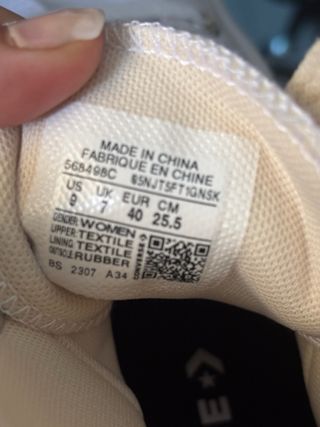 MADE IN CHINA
FABRIQUE EN CHINE
568498C 65NJTSFT1GNSK
US UK EUR CM
9 7 40 25.5
GENDER WOMEN
UPPER TEXTILE
LINING TEXTILE
OUTSOLE RUBBER
BS 2307 A34